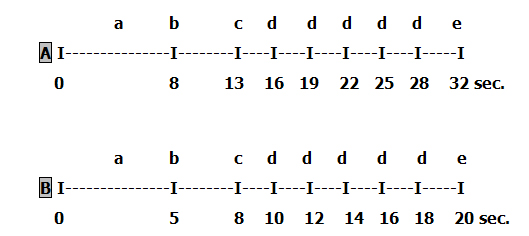 a b c d d d d d e
A I----------------I--------I----I----I----I----I----I-----I
0 8 13 16 19 22 25 28 32 sec.
a b c d d d d d e
B I----------------I--------I----I----I----I----I----I-----I
0 5 8 10 12 14 16 18 20 sec.